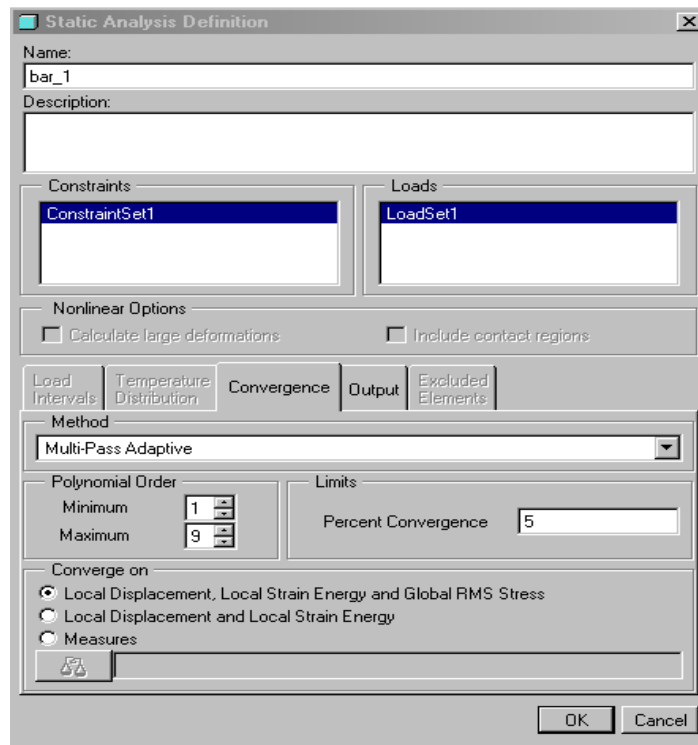 Static Analysis Definition
Name:
bar_1
Description:
Constraints
Loads
ConstraintSet1
LoadSet1
Nonlinear Options
Calculate large deformations
Include contact regions
Load Intervals
Temperature Distribution
Convergence
Output
Excluded Elements
Method
Multi-Pass Adaptive
Polynomial Order
Limits
Minimum
1
Maximum
9
Percent Convergence
5
Converge on
Local Displacement, Local Strain Energy and Global RMS Stress
Local Displacement and Local Strain Energy
Measures
OK
Cancel